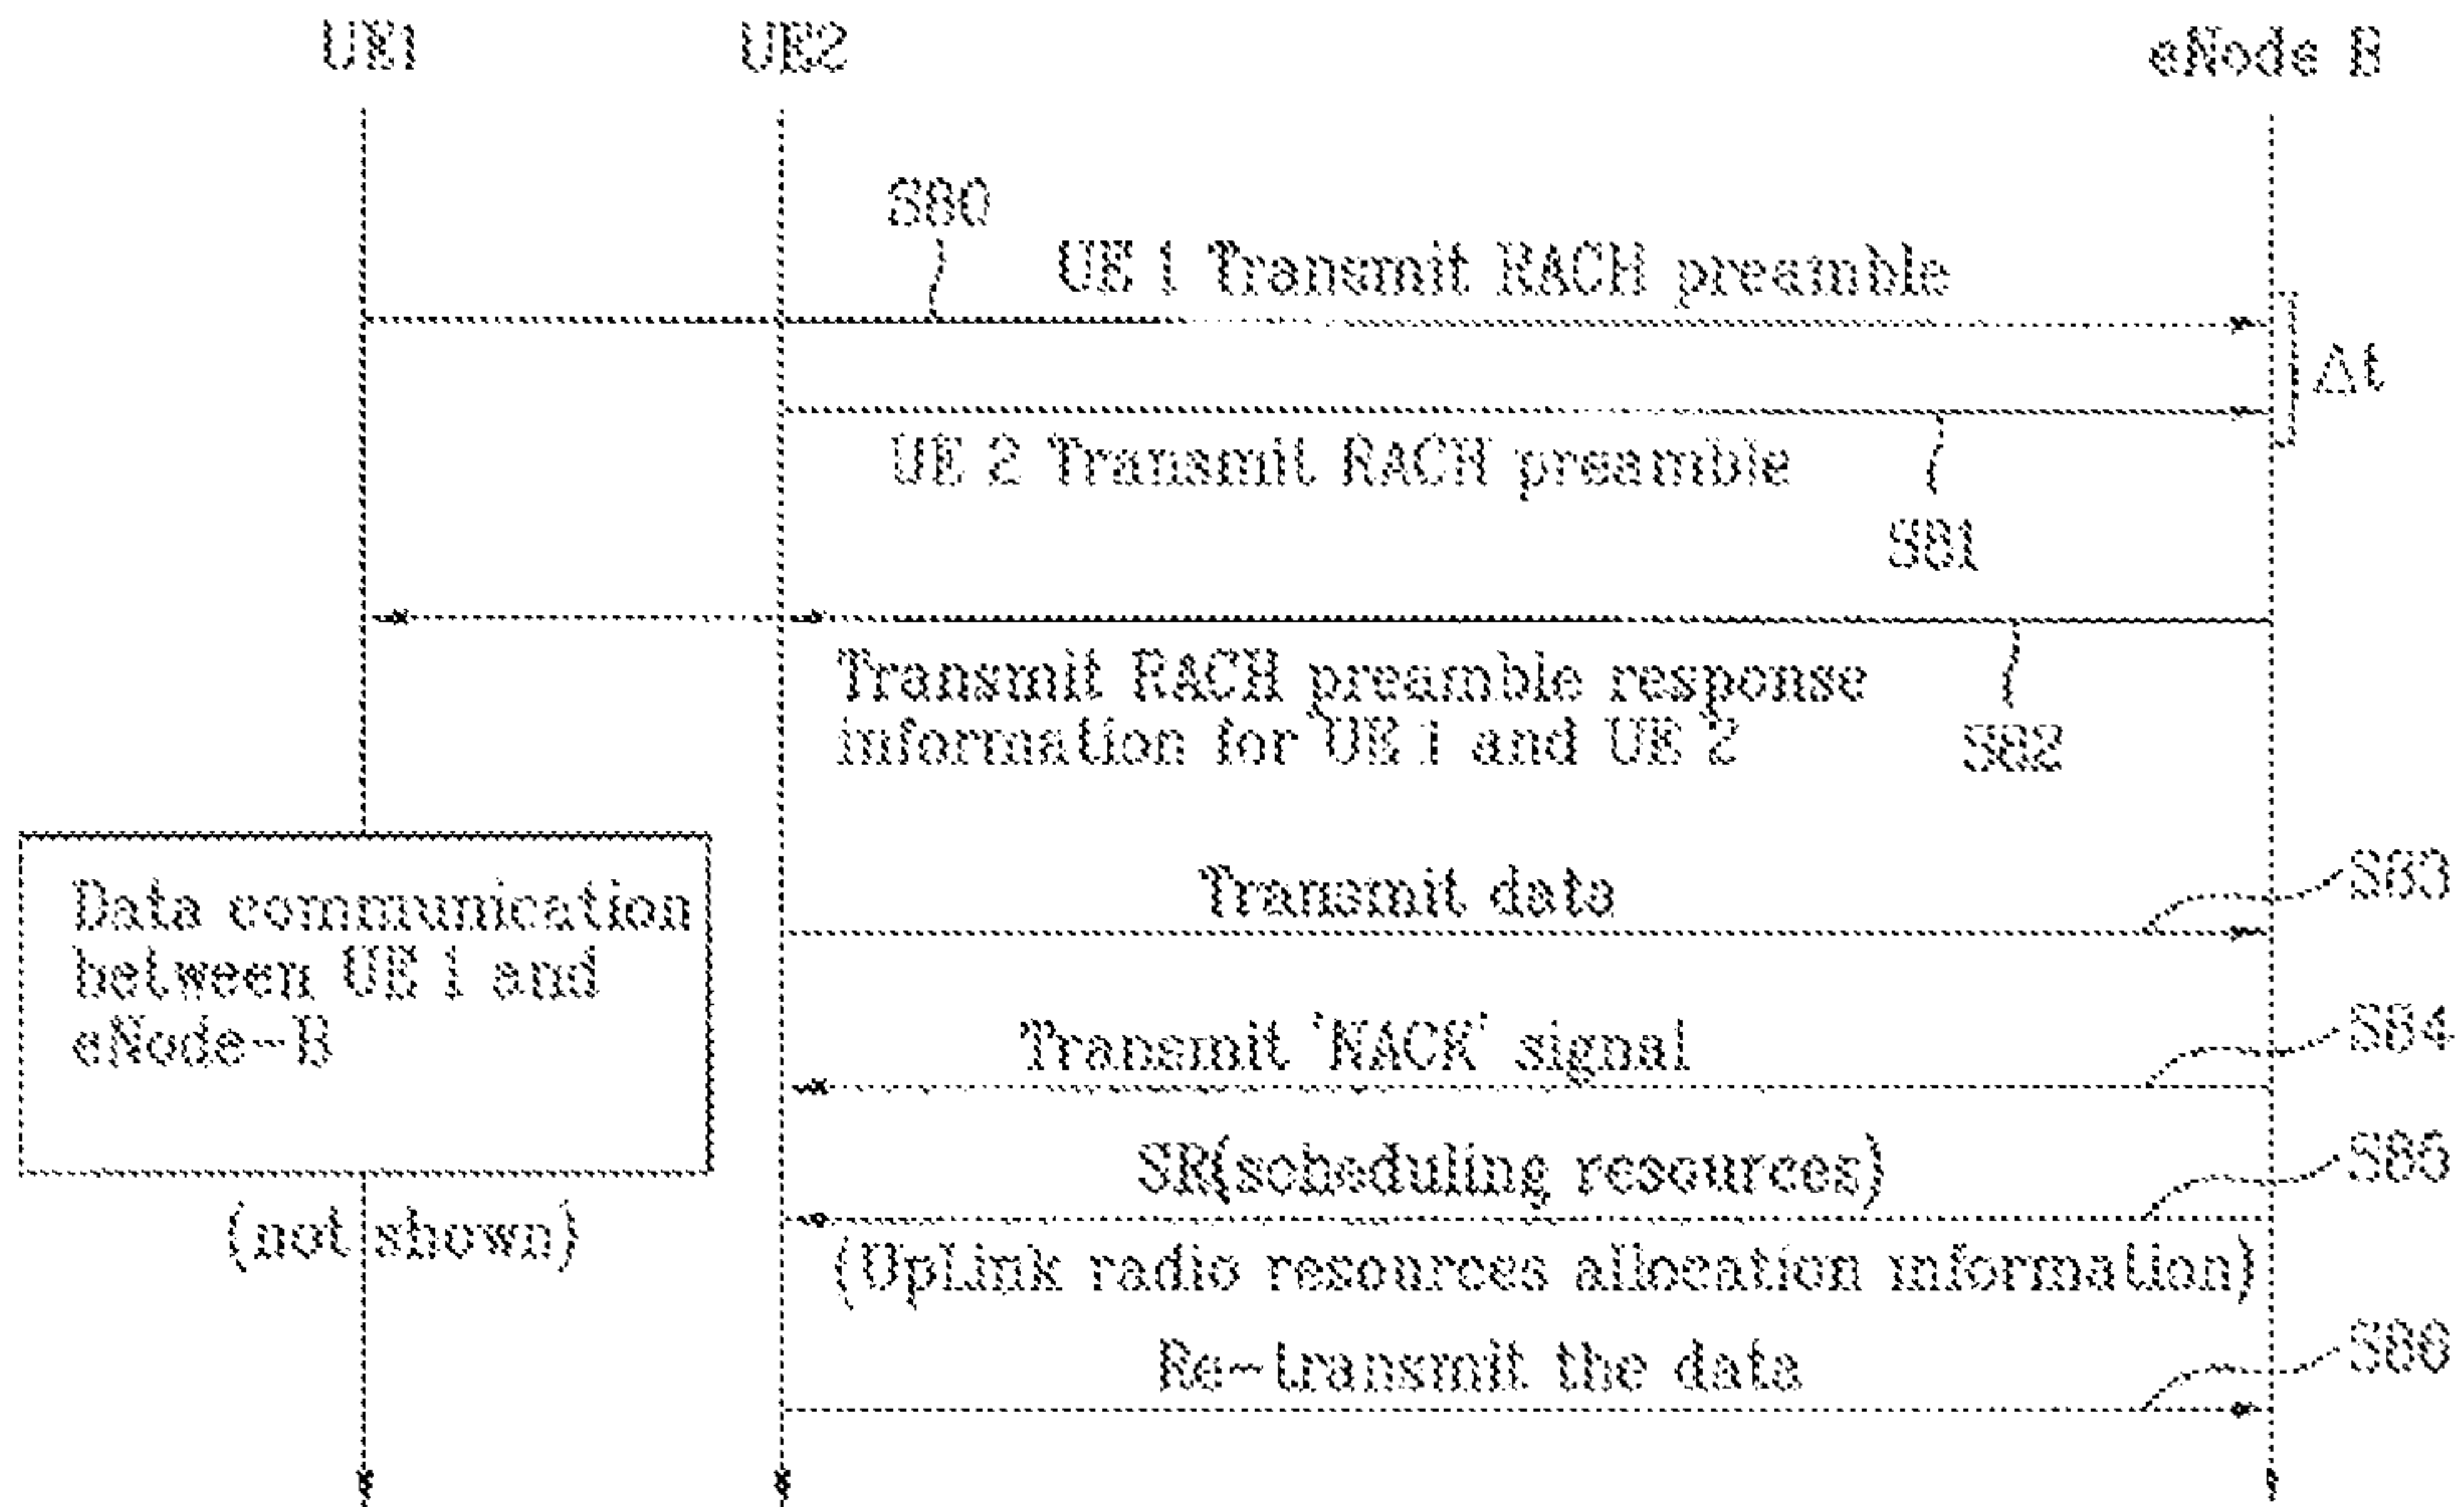 UE1
UE2
eNode B
S80
UE 1 Transmit RACH preamble
Δt
UE 2 Transmit RACH preamble
S81
Transmit RACH preamble response
information for UE 1 and UE 2
S82
Data communication
between UE 1 and
eNode-B
(not shown)
Transmit data
S83
Transmit 'NACK' signal
S84
SR(scheduling resources)
S85
(UpLink radio resources allocation information)
Re-transmit the data
S86